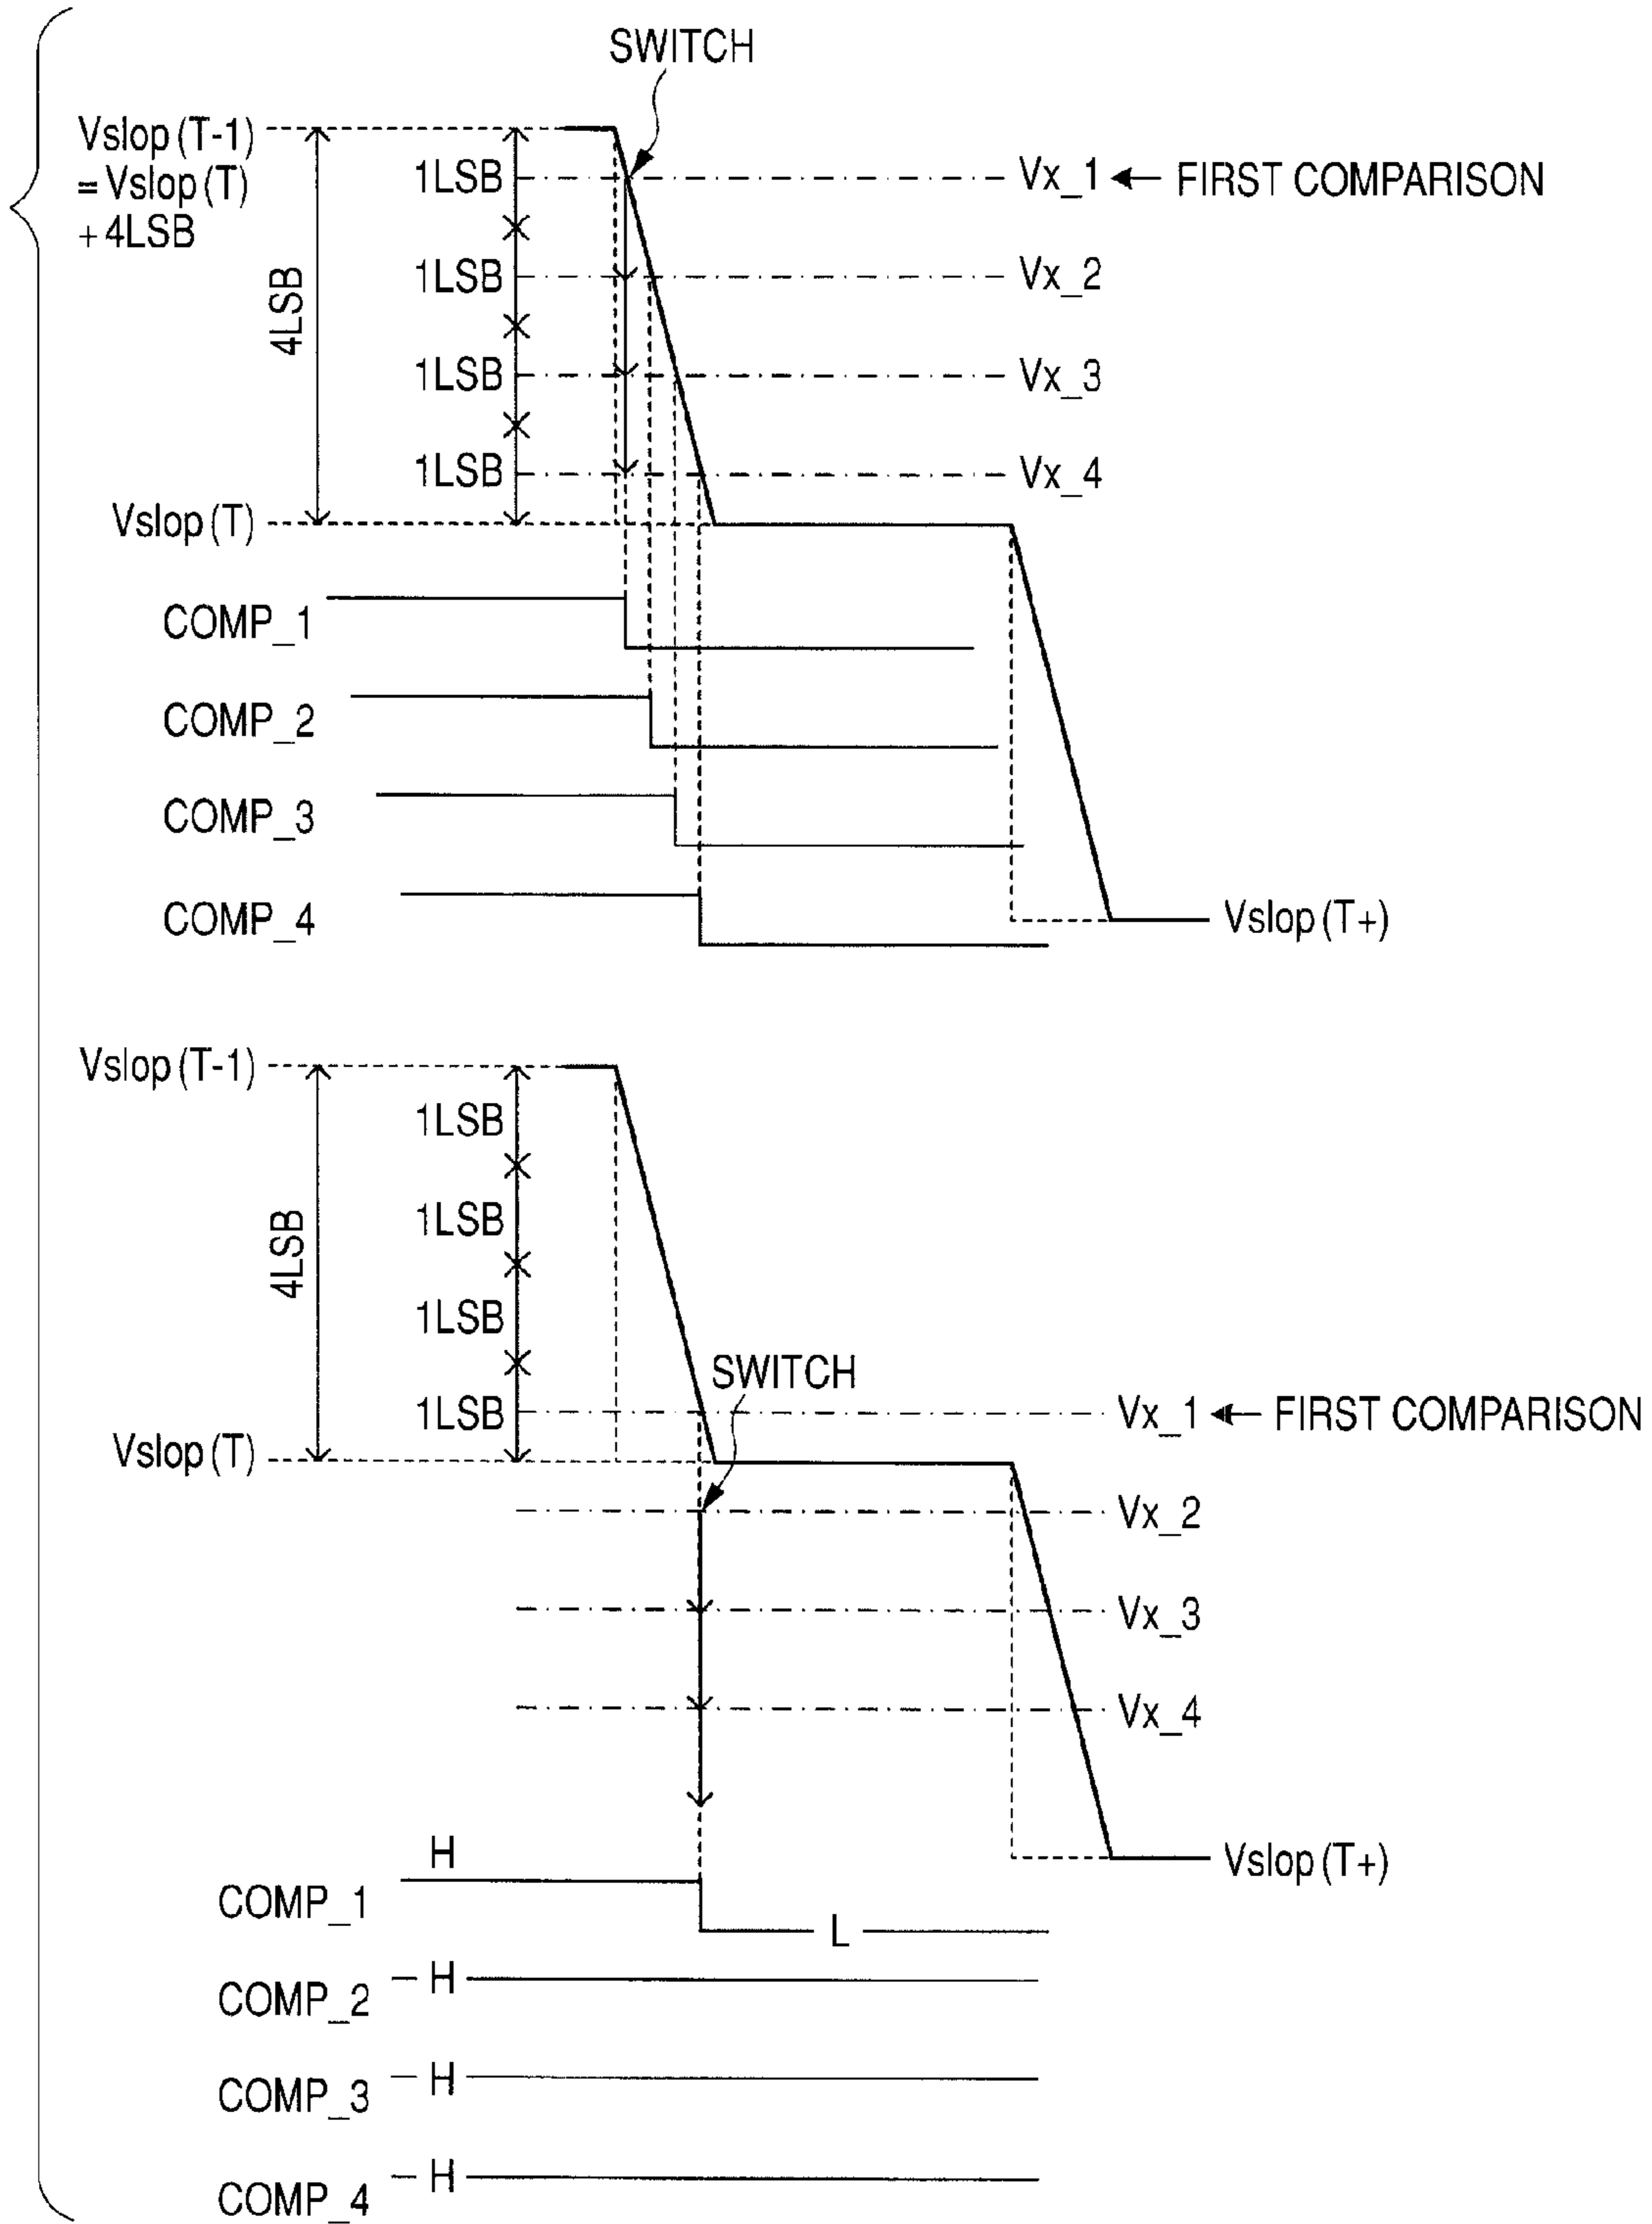 SWITCH
Vslop (T-1)
= Vslop (T)
+ 4LSB
1LSB
Vx_1
FIRST COMPARISON
1LSB
Vx_2
4LSB
1LSB
Vx_3
1LSB
Vx_4
Vslop (T)
COMP_1
COMP_2
COMP_3
COMP_4
Vslop (T+)
Vslop (T-1)
1LSB
1LSB
4LSB
1LSB
SWITCH
1LSB
Vx_1
FIRST COMPARISON
Vslop (T)
Vx_2
Vx_3
Vx_4
H
Vslop (T+)
COMP_1
L
COMP_2
H
COMP_3
H
COMP_4
H